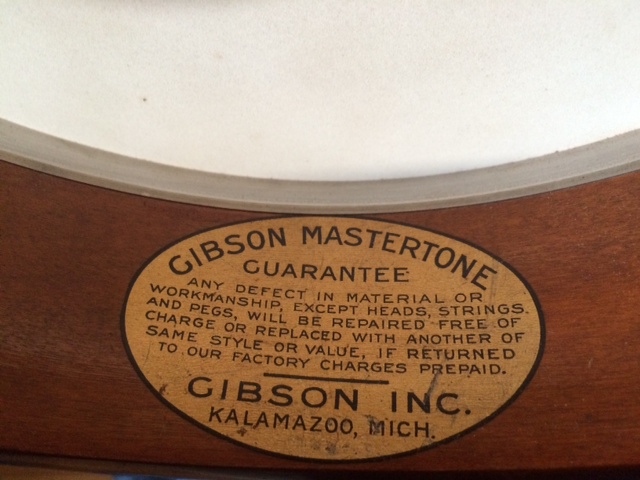 GIBSON MASTERTONE
GUARANTEE
ANY DEFECT IN MATERIAL OR
WORKMANSHIP, EXCEPT HEADS, STRINGS.
AND PEGS, WILL BE REPAIRED FREE OF
CHARGE OR REPLACED WITH ANOTHER OF
SAME STYLE OR VALUE, IF RETURNED
TO OUR FACTORY CHARGES PREPAID.
GIBSON INC.
KALAMAZOO, MICH.